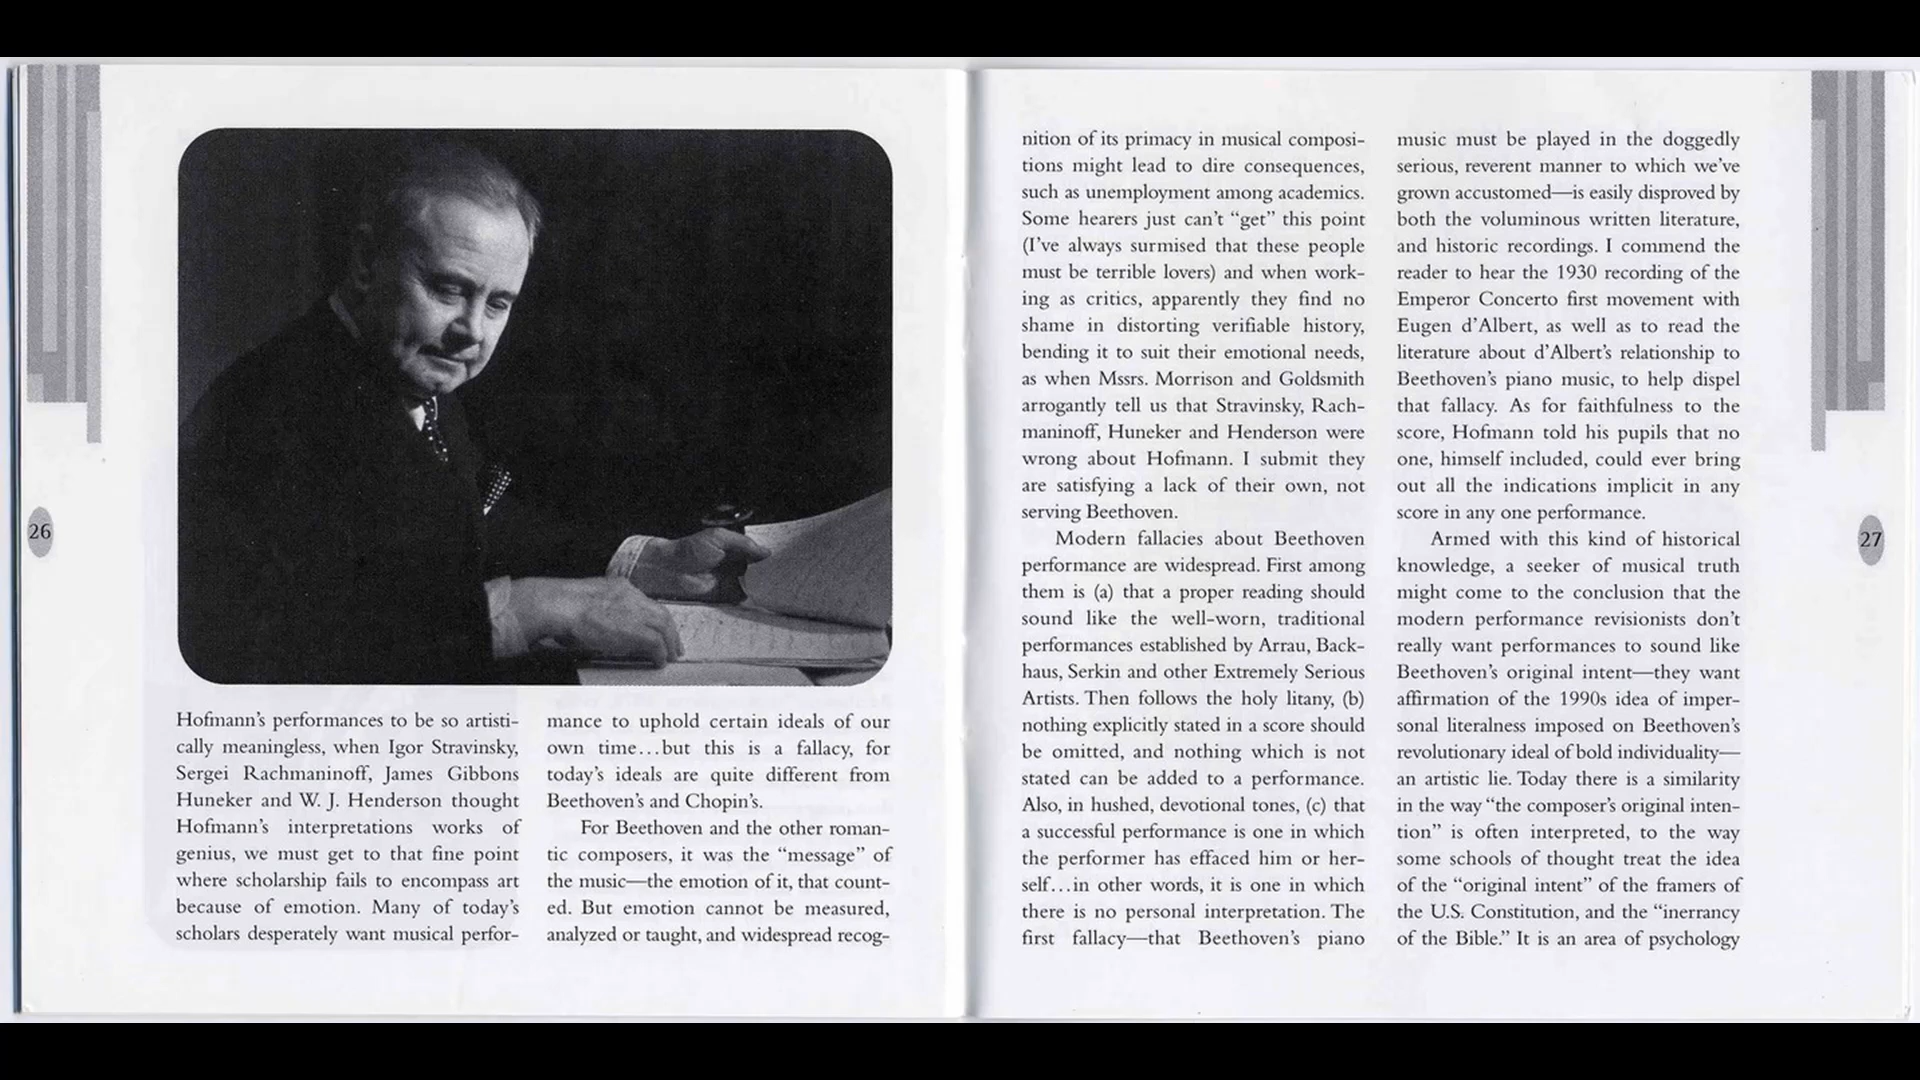 26
Hofmann's performances to be so artisti-
cally meaningless, when Igor Stravinsky,
Sergei Rachmaninoff, James Gibbons
Huneker and W. J. Henderson thought
Hofmann's interpretations works of
genius, we must get to that fine point
where scholarship fails to encompass art
because of emotion. Many of today's
scholars desperately want musical perfor-
mance to uphold certain ideals of our
own time…but this is a fallacy, for
today's ideals are quite different from
Beethoven's and Chopin's.
For Beethoven and the other roman-
tic composers, it was the “message” of
the music—the emotion of it, that count-
ed. But emotion cannot be measured,
analyzed or taught, and widespread recog-
nition of its primacy in musical composi-
tions might lead to dire consequences,
such as unemployment among academics.
Some hearers just can't “get” this point
(I've always surmised that these people
must be terrible lovers) and when work-
ing as critics, apparently they find no
shame in distorting verifiable history,
bending it to suit their emotional needs,
as when Mssrs. Morrison and Goldsmith
arrogantly tell us that Stravinsky, Rach-
maninoff, Huneker and Henderson were
wrong about Hofmann. I submit they
are satisfying a lack of their own, not
serving Beethoven.
Modern fallacies about Beethoven
performance are widespread. First among
them is (a) that a proper reading should
sound like the well-worn, traditional
performances established by Arrau, Back-
haus, Serkin and other Extremely Serious
Artists. Then follows the holy litany, (b)
nothing explicitly stated in a score should
be omitted, and nothing which is not
stated can be added to a performance.
Also, in hushed, devotional tones, (c) that
a successful performance is one in which
the performer has effaced him or her-
self…in other words, it is one in which
there is no personal interpretation. The
first fallacy—that Beethoven's piano
music must be played in the doggedly
serious, reverent manner to which we've
grown accustomed—is easily disproved by
both the voluminous written literature,
and historic recordings. I commend the
reader to hear the 1930 recording of the
Emperor Concerto first movement with
Eugen d'Albert, as well as to read the
literature about d'Albert's relationship to
Beethoven's piano music, to help dispel
that fallacy. As for faithfulness to the
score, Hofmann told his pupils that no
one, himself included, could ever bring
out all the indications implicit in any
score in any one performance.
Armed with this kind of historical
knowledge, a seeker of musical truth
might come to the conclusion that the
modern performance revisionists don't
really want performances to sound like
Beethoven's original intent—they want
affirmation of the 1990s idea of imper-
sonal literalness imposed on Beethoven's
revolutionary ideal of bold individuality—
an artistic lie. Today there is a similarity
in the way “the composer's original inten-
tion” is often interpreted, to the way
some schools of thought treat the idea
of the “original intent” of the framers of
the U.S. Constitution, and the “inerrancy
of the Bible.” It is an area of psychology
27